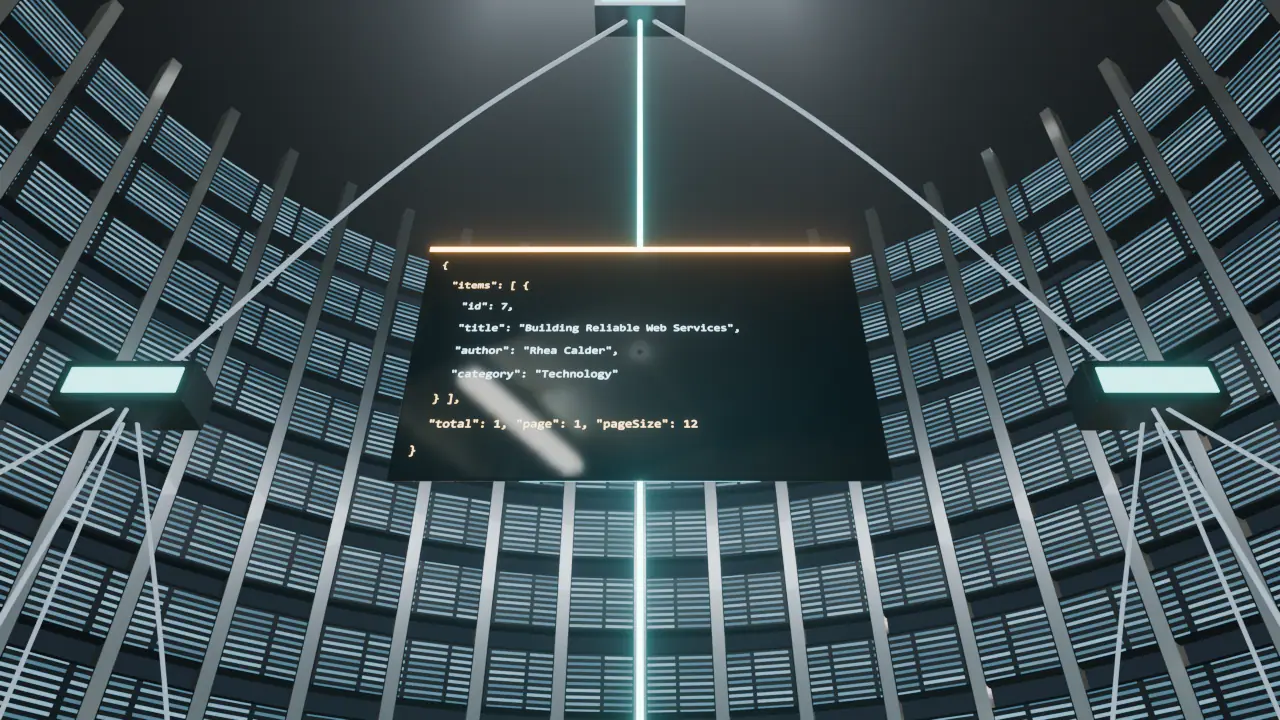 {
"items": [ {
"id": 7,
"title": "Building Reliable Web Services",
"author": "Rhea Calder",
"category": "Technology"
} ],
"total": 1, "page": 1, "pageSize": 12
}